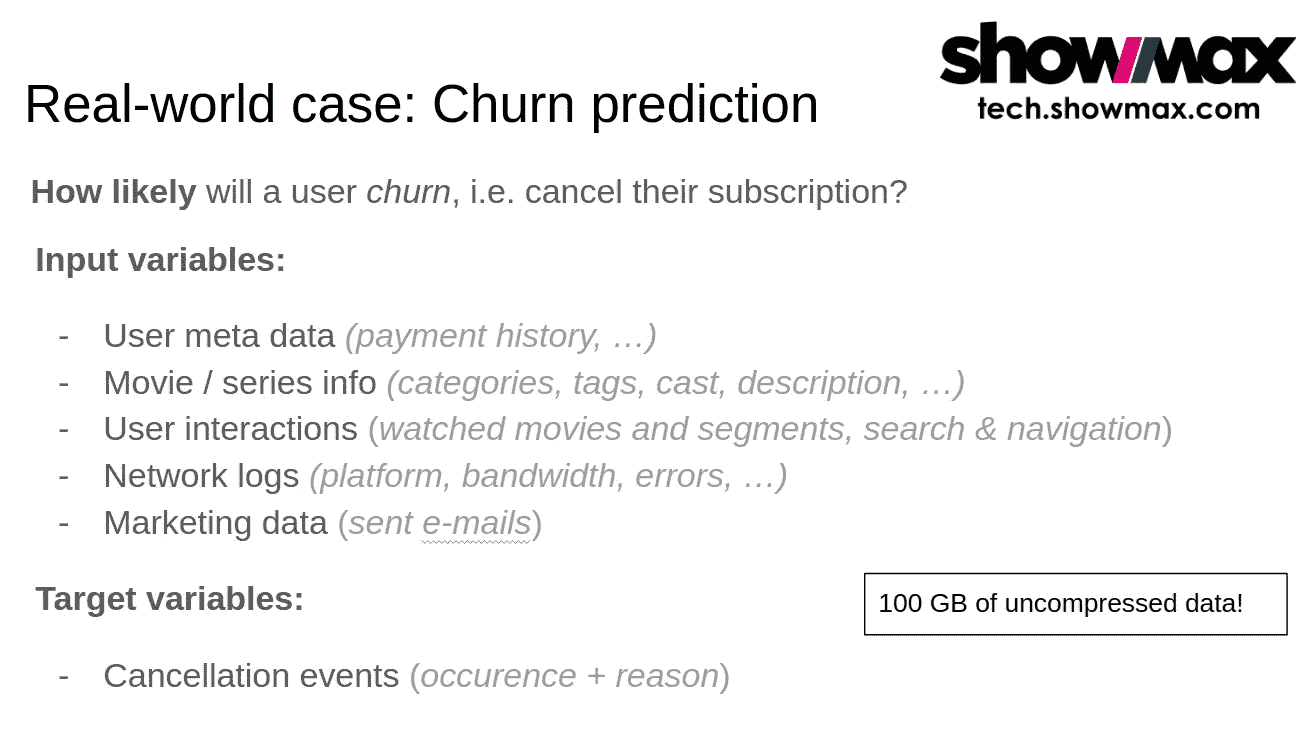 showmax
tech.showmax.com
Real-world case: Churn prediction
How likely will a user churn, i.e. cancel their subscription?
Input variables:
- User meta data (payment history, …)
- Movie / series info (categories, tags, cast, description, …)
- User interactions (watched movies and segments, search & navigation)
- Network logs (platform, bandwidth, errors, …)
- Marketing data (sent e-mails)
Target variables:
100 GB of uncompressed data!
- Cancellation events (occurence + reason)